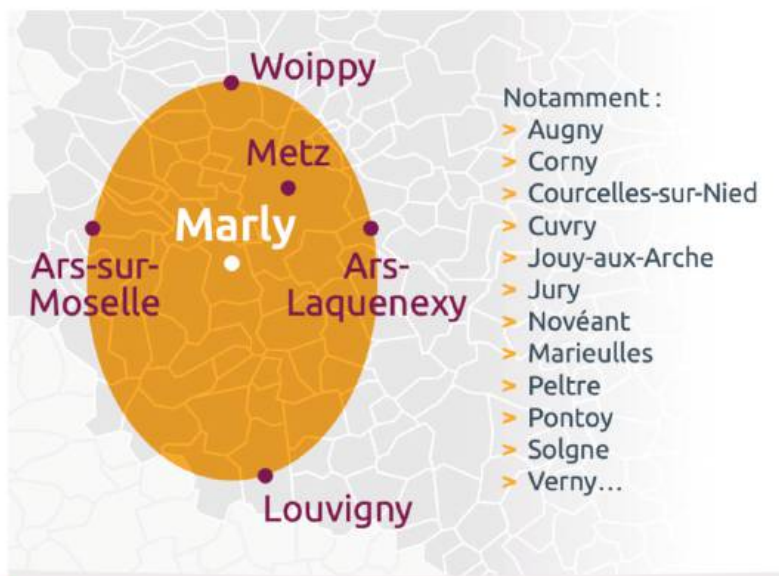 Woippy
Metz
Marly
Ars-sur-
Moselle
Ars-
Laquenexy
Louvigny
Notamment :
> Augny
> Corny
> Courcelles-sur-Nied
> Cuvry
> Jouy-aux-Arche
> Jury
> Novéant
> Marieulles
> Peltre
> Pontoy
> Solgne
> Verny...